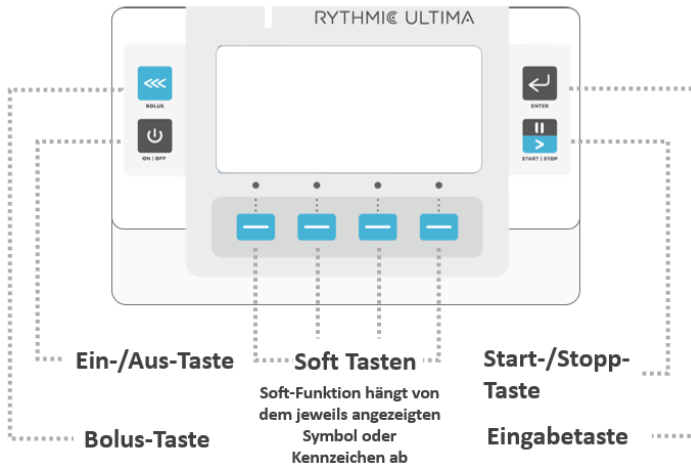 RYTHMIC ULTIMA
BOLUS
ENTER
ON | OFF
START | STOP
Ein-/Aus-Taste
Soft Tasten
Start-/Stopp-
Taste
Soft-Funktion hängt von
dem jeweils angezeigten
Symbol oder
Kennzeichen ab
Bolus-Taste
Eingabetaste